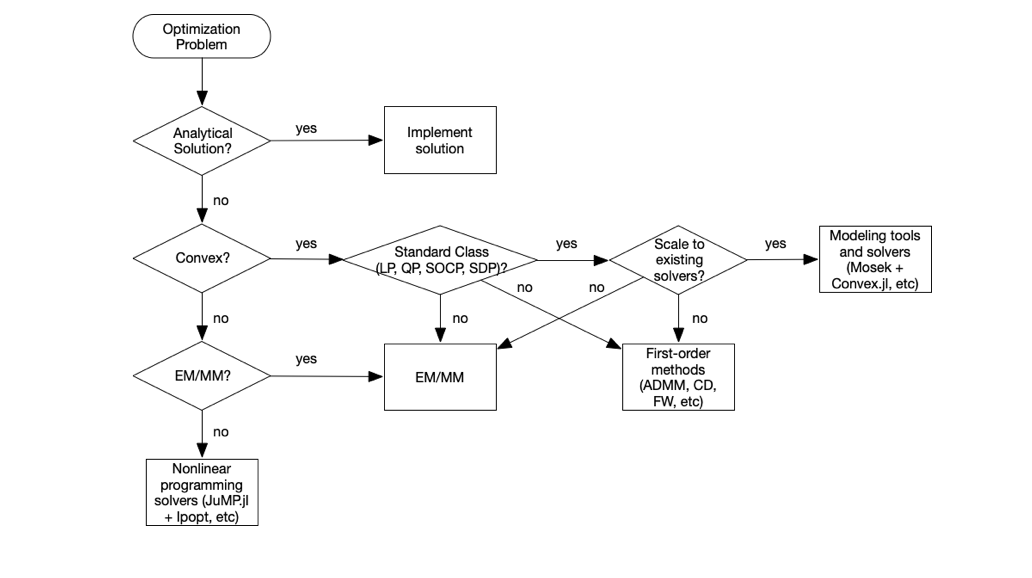 Optimization
Problem
Analytical
Solution?
yes
Implement
solution
no
Convex?
yes
Standard Class
(LP, QP, SOCP, SDP)?
yes
Scale to
existing
solvers?
yes
Modeling tools
and solvers
(Mosek +
Convex.jl, etc)
no
no
no
no
no
EM/MM?
yes
EM/MM
First-order
methods
(ADMM, CD,
FW, etc)
no
Nonlinear
programming
solvers (JuMP.jl
+ Ipopt, etc)